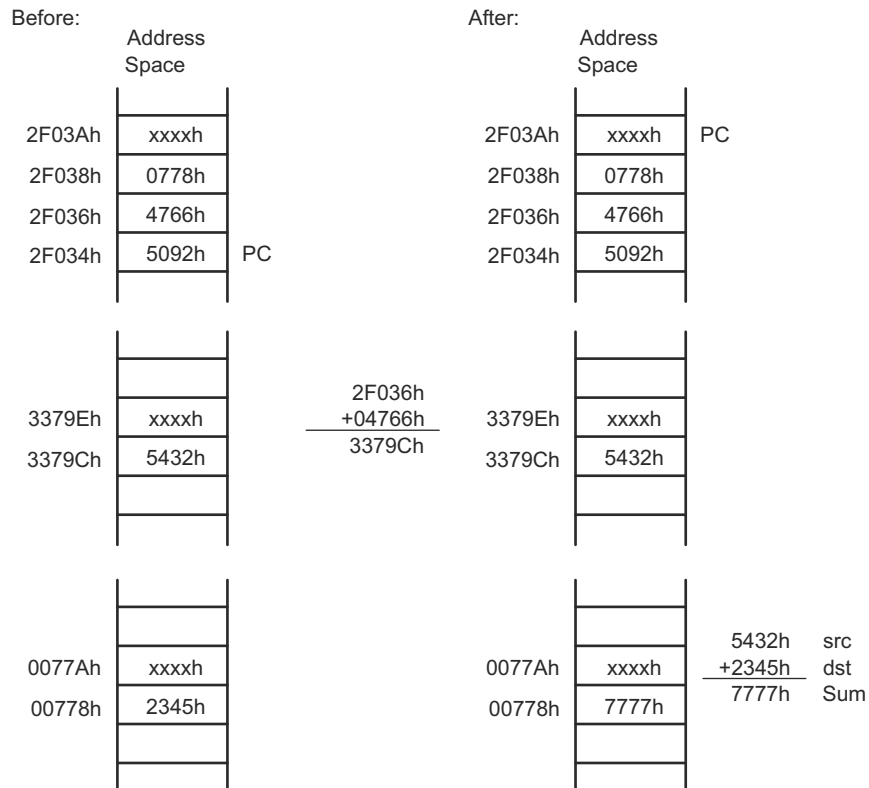 Before:
Address
Space
2F03Ah xxxxh
2F038h 0778h
2F036h 4766h
2F034h 5092h PC
3379Eh xxxxh
3379Ch 5432h
2F036h
+04766h
3379Ch
0077Ah xxxxh
00778h 2345h
After:
Address
Space
2F03Ah xxxxh PC
2F038h 0778h
2F036h 4766h
2F034h 5092h
3379Eh xxxxh
3379Ch 5432h
0077Ah xxxxh
00778h 7777h
5432h src
+2345h dst
7777h Sum